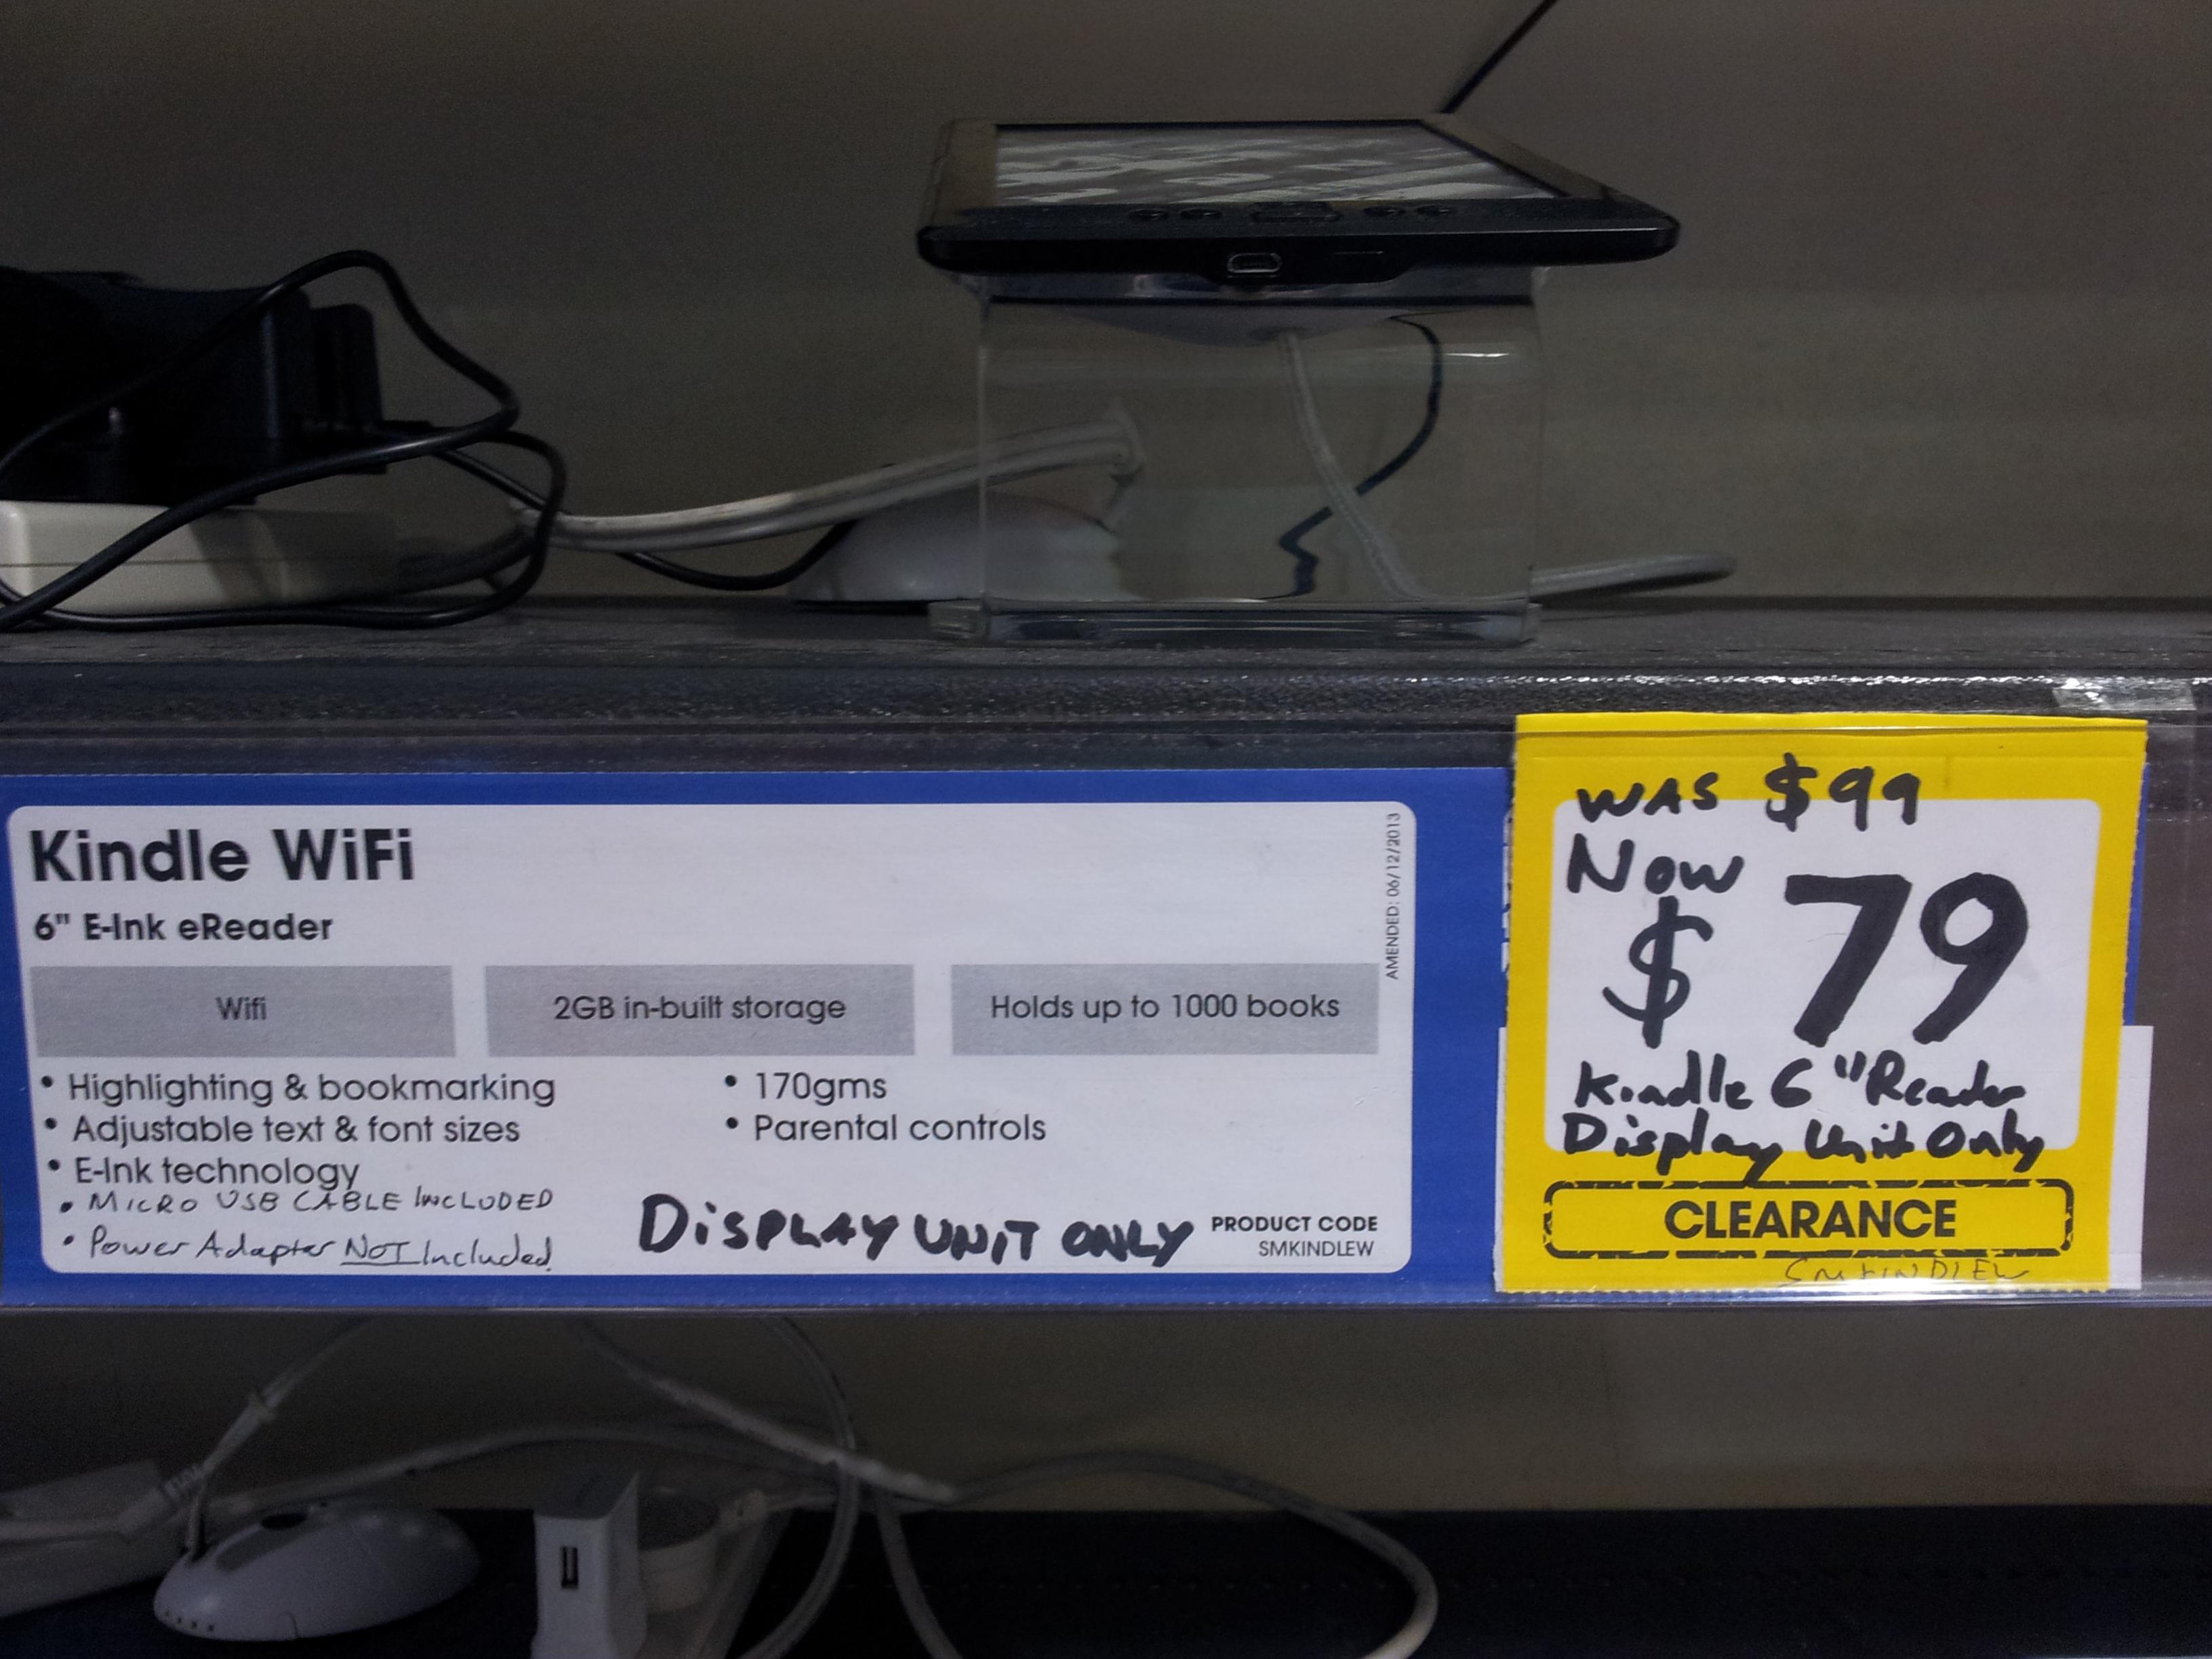 Kindle WiFi
6" E-Ink eReader
Wifi
2GB in-built storage
Holds up to 1000 books
• Highlighting & bookmarking
• Adjustable text & font sizes
• E-Ink technology
• MICRO USB CABLE INCLUDED
• Power Adapter NOT Included
• 170gms
• Parental controls
DISPLAY UNIT ONLY
PRODUCT CODE
SMKINDLEW
AMENDED: 06/12/2013
WAS $99
Now
$79
Kindle 6" Reader
Display Unit Only
CLEARANCE
SMKINDLEW